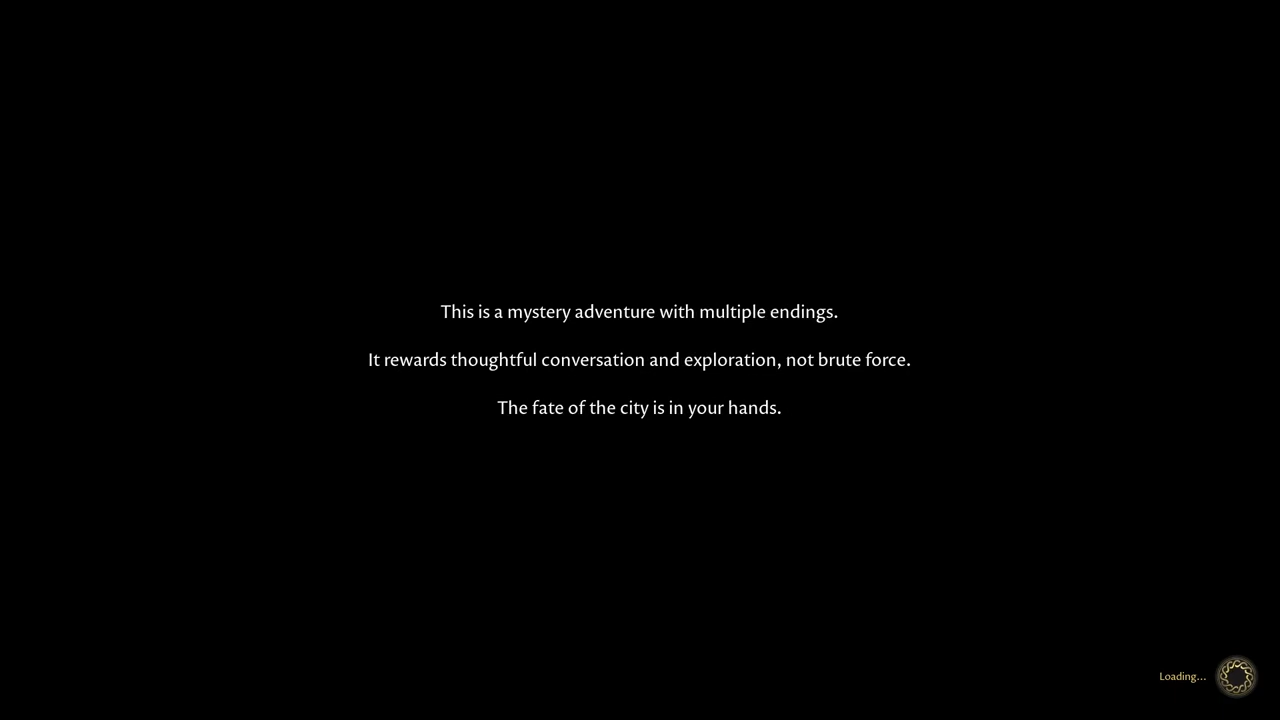 This is a mystery adventure with multiple endings.
It rewards thoughtful conversation and exploration, not brute force.
The fate of the city is in your hands.
Loading...